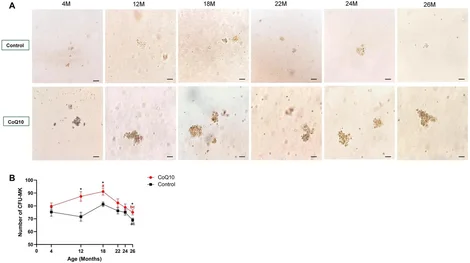 A
4M 12M 18M 22M 24M 26M
Control
CoQ10
B
CoQ10
Control
Number of CFU-MK
100
90
80
70
60
50
0 4 12 18 22 24 26
Age (Months)